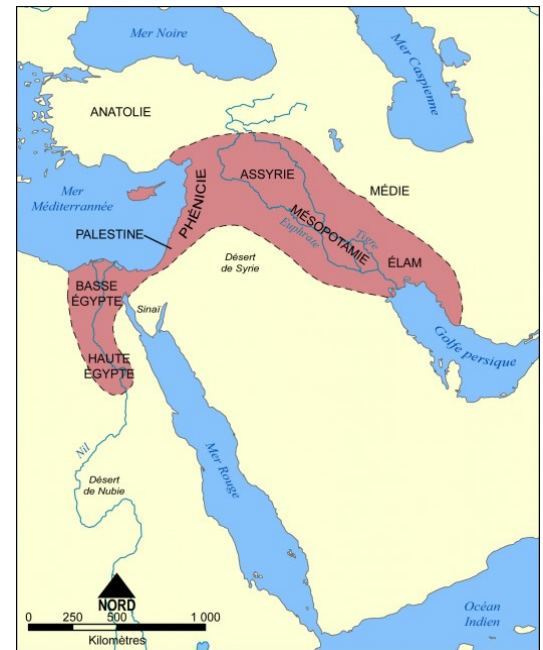 Mer Noire
Mer Caspienne
ANATOLIE
ASSYRIE
MÉDIE
Mer
Méditerrannée
PHÉNICIE
MÉSOPOTAMIE
Tigre
Euphrate
PALESTINE
ÉLAM
Désert
de Syrie
BASSE
ÉGYPTE
Sinaï
Golfe persique
HAUTE
ÉGYPTE
Nil
Mer Rouge
Désert
de Nubie
NORD
0 250 500 1 000
Kilomètres
Océan
Indien